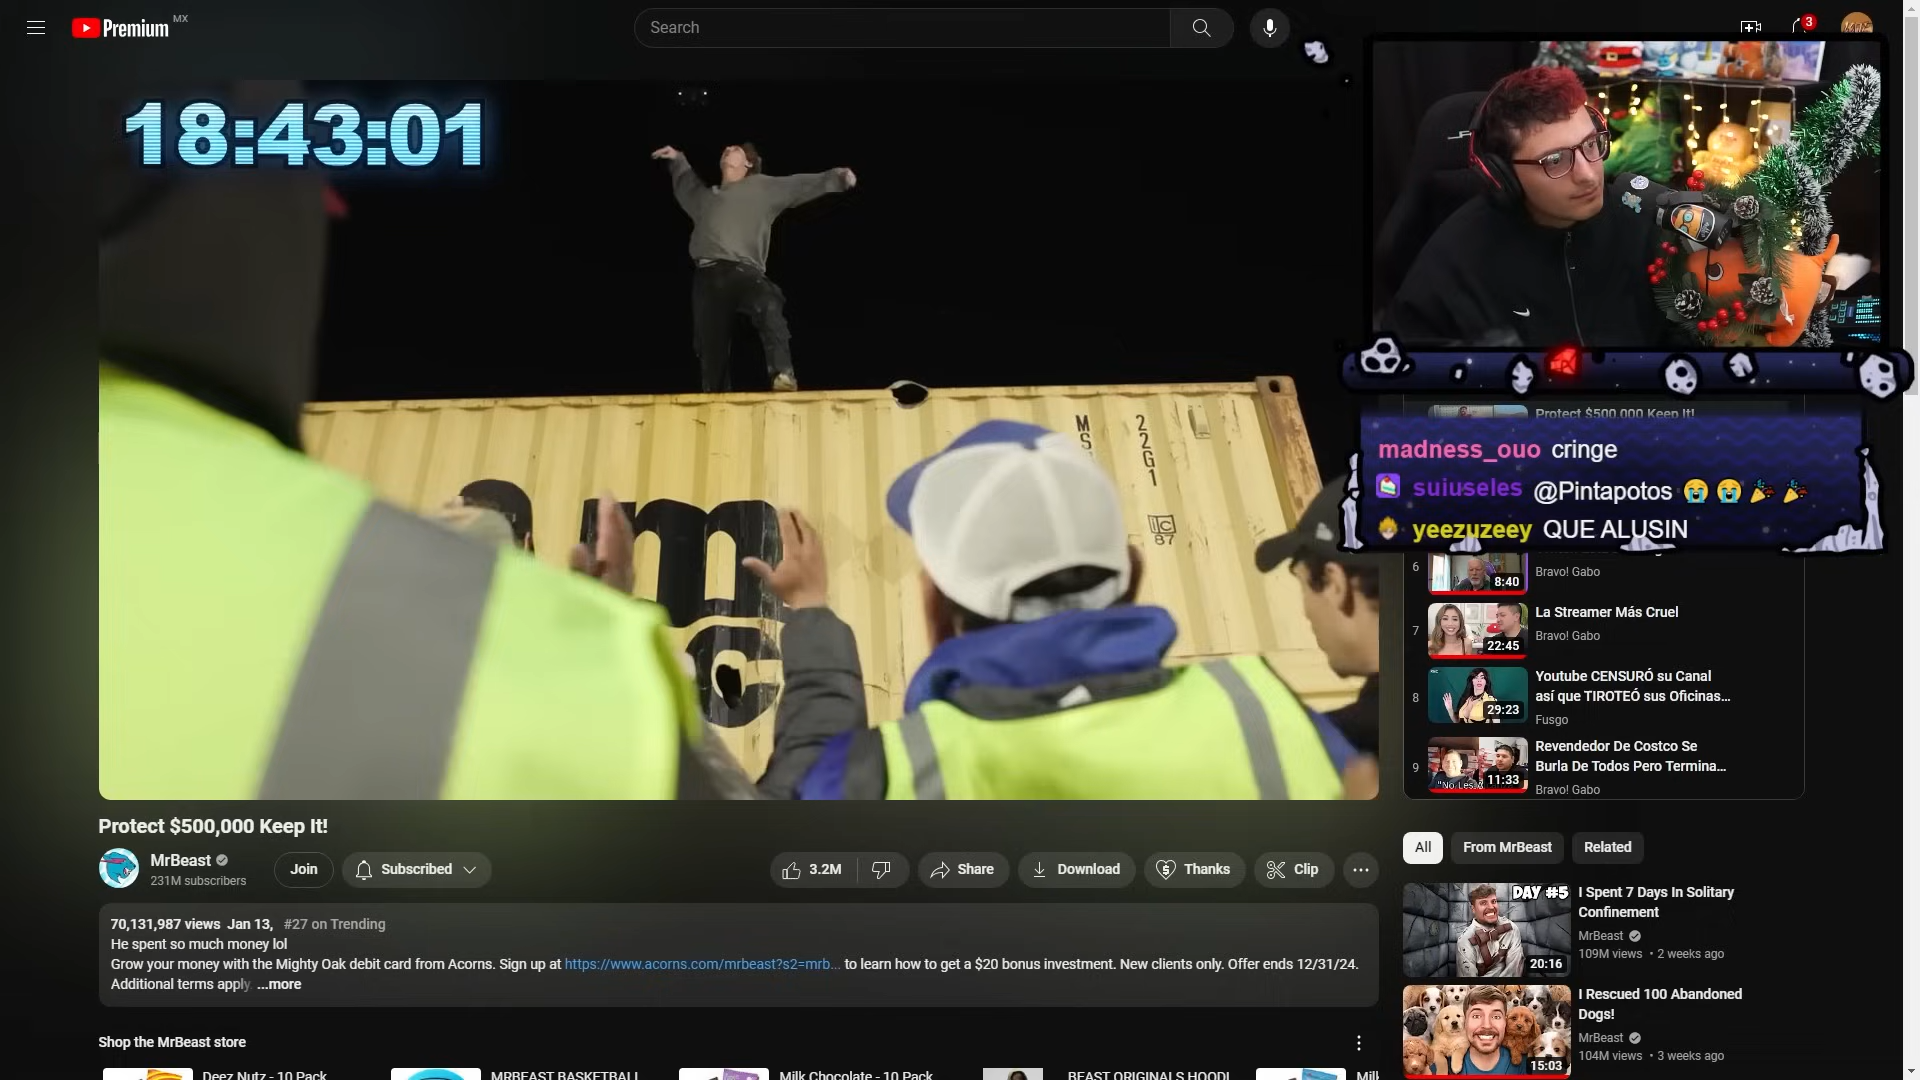 Premium MX
Search
3
18:43:01
22G1
87
Protect $500,000 Keep It!
madness_ouo cringe
suiuseles @Pintapotos 😭😭🎉🎉
yeezuzeey QUE ALUSIN
6
8:40
Bravo! Gabo
7
22:45
La Streamer Más Cruel
Bravo! Gabo
8
29:23
Youtube CENSURÓ su Canal
así que TIROTEÓ sus Oficinas...
Fusgo
9
11:33
Revendedor De Costco Se
Burla De Todos Pero Termina...
Bravo! Gabo
Protect $500,000 Keep It!
MrBeast
231M subscribers
Join
Subscribed
3.2M
Share
Download
Thanks
Clip
70,131,987 views Jan 13, #27 on Trending
He spent so much money lol
Grow your money with the Mighty Oak debit card from Acorns. Sign up at https://www.acorns.com/mrbeast?s2=mrb... to learn how to get a $20 bonus investment. New clients only. Offer ends 12/31/24.
Additional terms apply. ...more
Shop the MrBeast store
Deez Nutz - 10 Pack
MRBEAST BASKETBALL
Milk Chocolate - 10 Pack
BEAST ORIGINALS HOODI
All
From MrBeast
Related
DAY #5
20:16
I Spent 7 Days In Solitary
Confinement
MrBeast
109M views • 2 weeks ago
15:03
I Rescued 100 Abandoned
Dogs!
MrBeast
104M views • 3 weeks ago